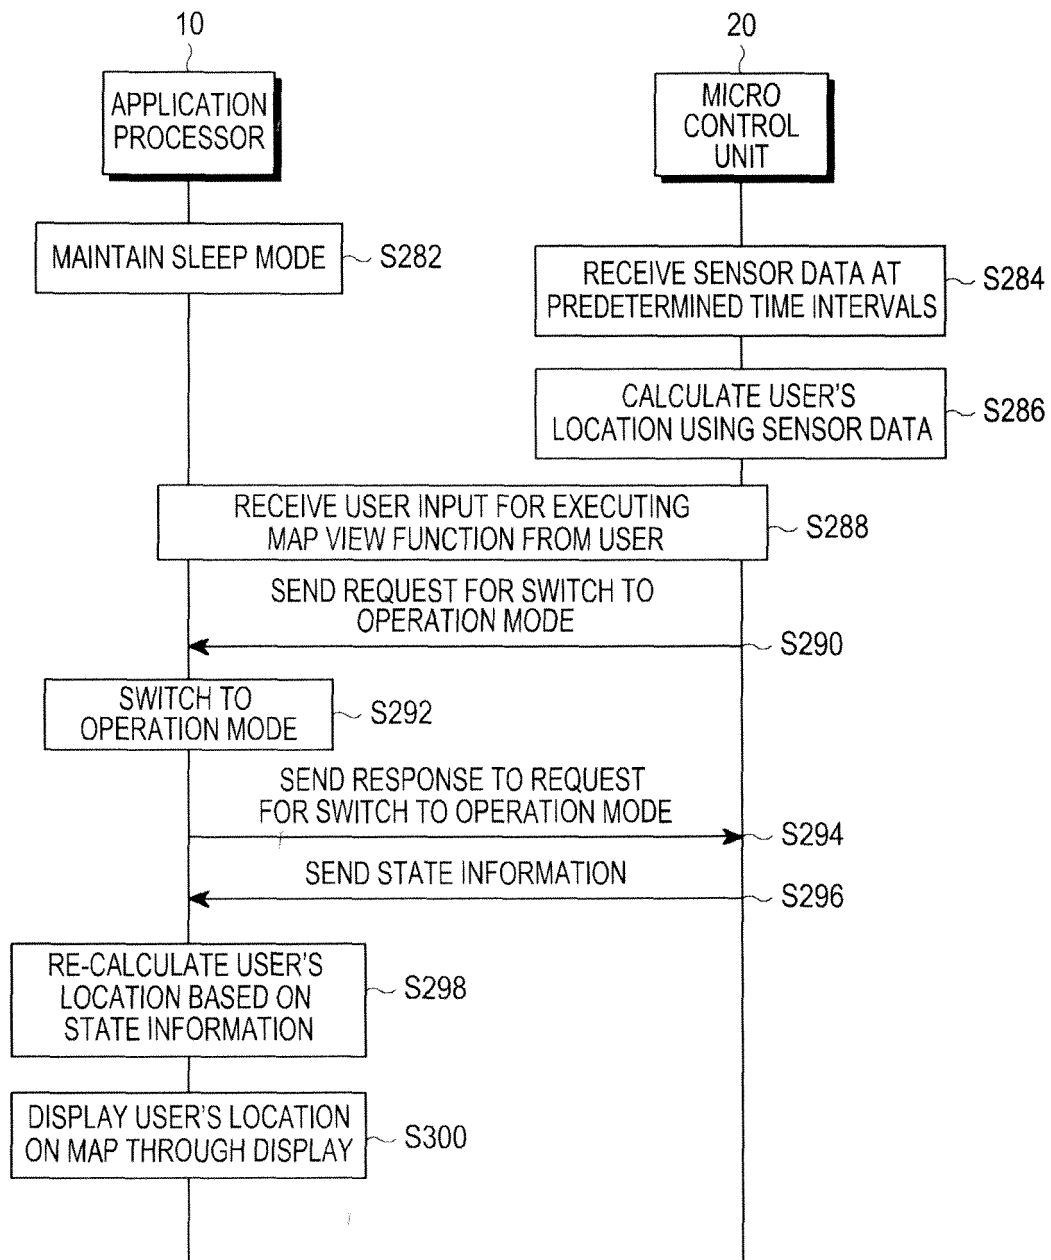 10
20
APPLICATION
PROCESSOR
MICRO
CONTROL
UNIT
MAINTAIN SLEEP MODE
S282
RECEIVE SENSOR DATA AT
PREDETERMINED TIME INTERVALS
S284
CALCULATE USER'S
LOCATION USING SENSOR DATA
S286
RECEIVE USER INPUT FOR EXECUTING
MAP VIEW FUNCTION FROM USER
S288
SEND REQUEST FOR SWITCH TO
OPERATION MODE
S290
SWITCH TO
OPERATION MODE
S292
SEND RESPONSE TO REQUEST
FOR SWITCH TO OPERATION MODE
S294
SEND STATE INFORMATION
S296
RE-CALCULATE USER'S
LOCATION BASED ON
STATE INFORMATION
S298
DISPLAY USER'S LOCATION
ON MAP THROUGH DISPLAY
S300